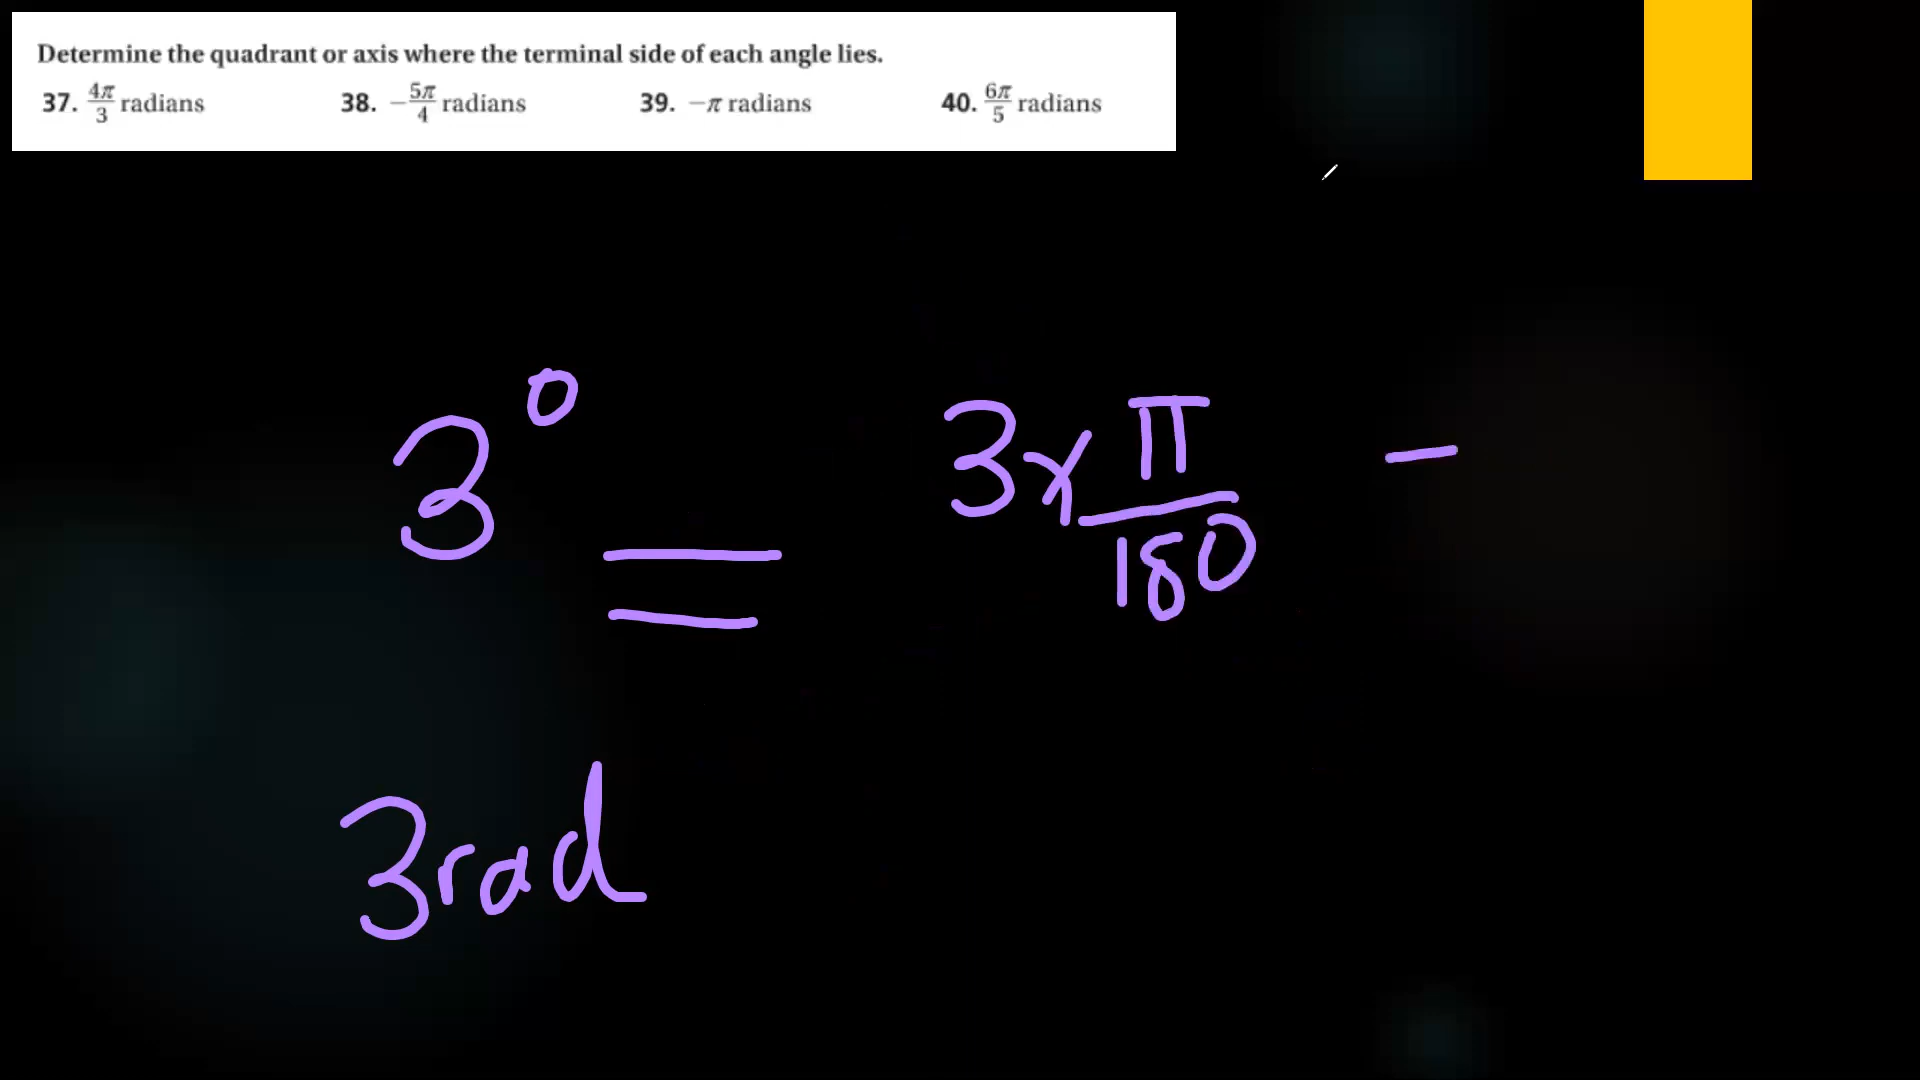 Determine the quadrant or axis where the terminal side of each angle lies.
37. 4π/3 radians 38. −5π/4 radians 39. −π radians 40. 6π/5 radians
3° = 3 x π/180 −
3rad